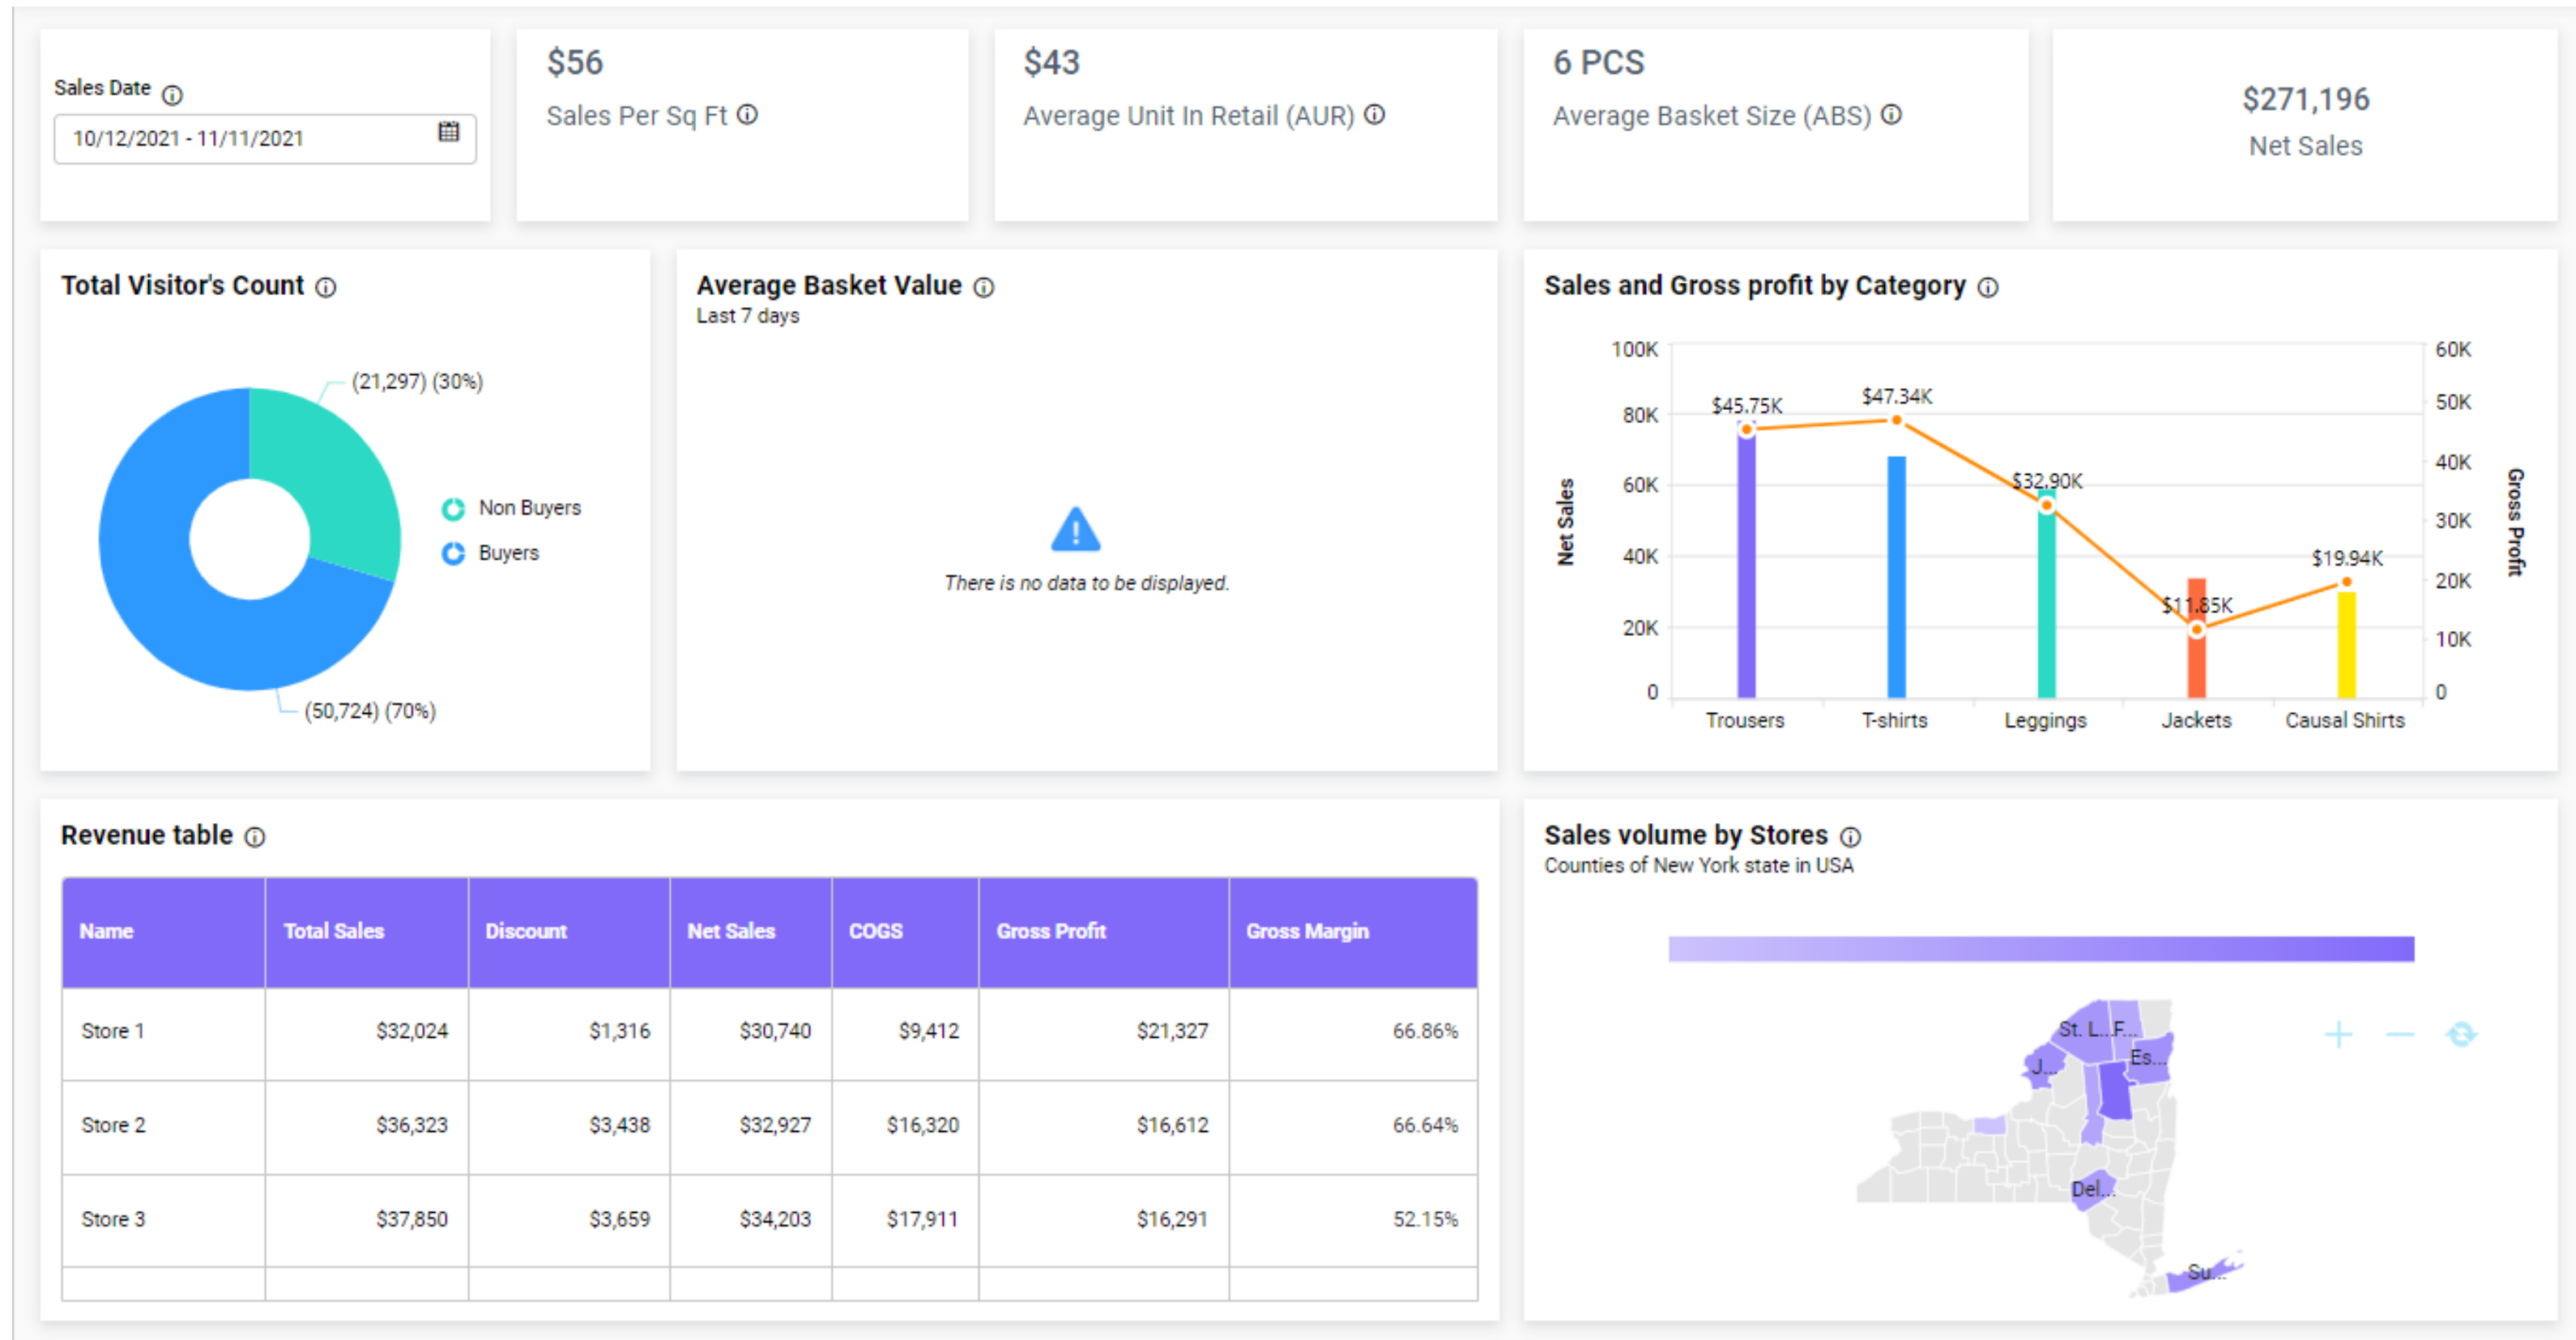 Sales Date
10/12/2021 - 11/11/2021
$56
Sales Per Sq Ft
$43
Average Unit In Retail (AUR)
6 PCS
Average Basket Size (ABS)
$271,196
Net Sales
Total Visitor's Count
(21,297) (30%)
Non Buyers
Buyers
(50,724) (70%)
Average Basket Value
Last 7 days
There is no data to be displayed.
Sales and Gross profit by Category
100K
80K
60K
40K
20K
0
Net Sales
$45.75K
$47.34K
$32.90K
$11.85K
$19.94K
60K
50K
40K
30K
20K
10K
0
Gross Profit
Trousers T-shirts Leggings Jackets Causal Shirts
Revenue table
Name Total Sales Discount Net Sales COGS Gross Profit Gross Margin
Store 1 $32,024 $1,316 $30,740 $9,412 $21,327 66.86%
Store 2 $36,323 $3,438 $32,927 $16,320 $16,612 66.64%
Store 3 $37,850 $3,659 $34,203 $17,911 $16,291 52.15%
Sales volume by Stores
Counties of New York state in USA
St. L... F...
J... Es...
Del...
Su...